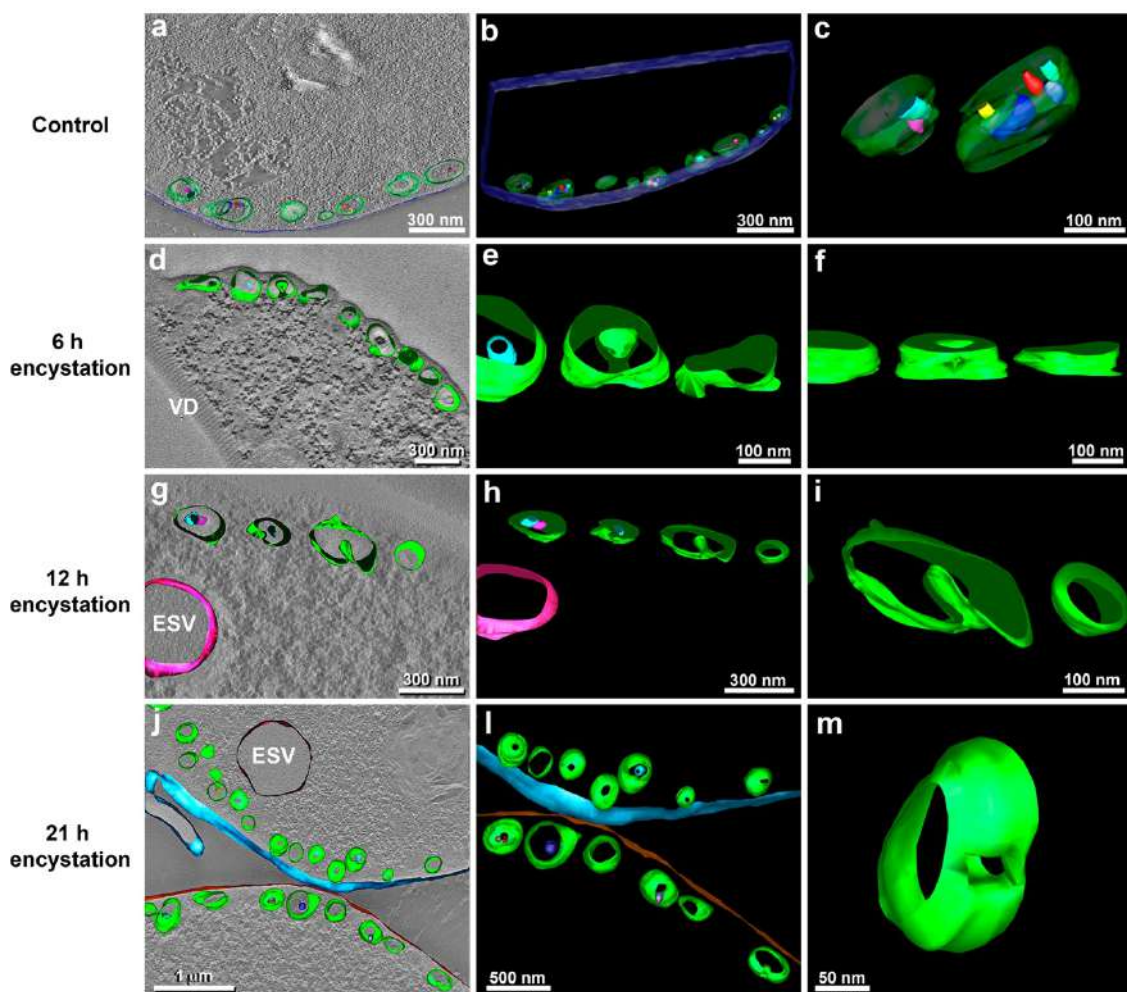 a
b
c
Control
300 nm
300 nm
100 nm
d
e
f
6 h
encystation
VD
300 nm
100 nm
100 nm
g
h
i
12 h
encystation
ESV
300 nm
300 nm
100 nm
j
l
m
ESV
21 h
encystation
1 µm
500 nm
50 nm